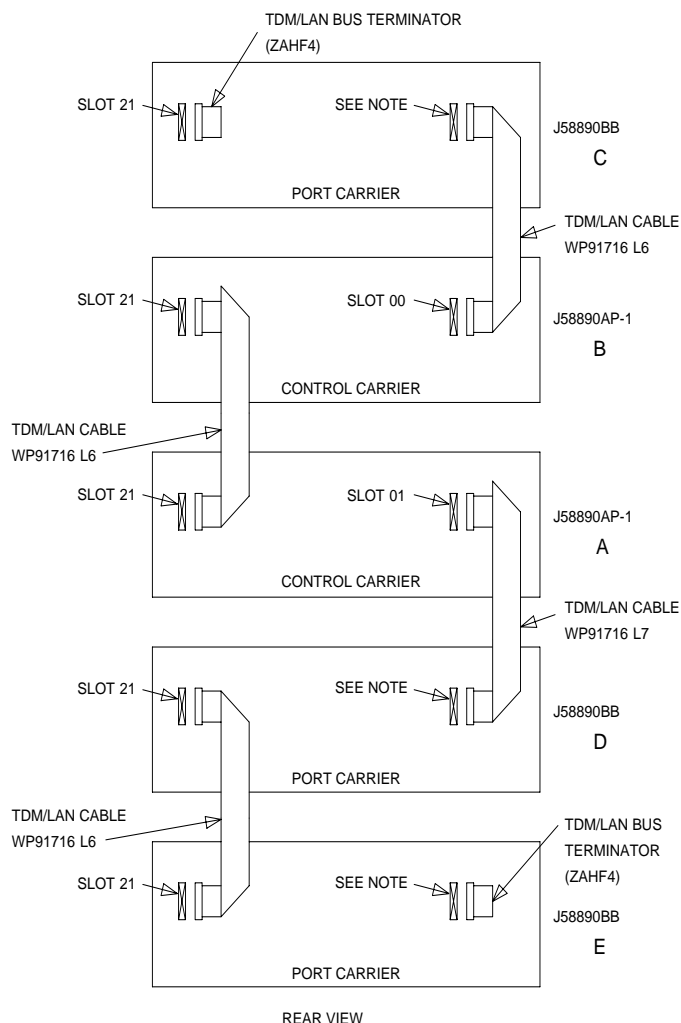 TDM/LAN BUS TERMINATOR
(ZAHF4)
SLOT 21
SEE NOTE
J58890BB
C
PORT CARRIER
TDM/LAN CABLE
WP91716 L6
SLOT 21
SLOT 00
J58890AP-1
B
CONTROL CARRIER
TDM/LAN CABLE
WP91716 L6
SLOT 21
SLOT 01
J58890AP-1
A
CONTROL CARRIER
TDM/LAN CABLE
WP91716 L7
SLOT 21
SEE NOTE
J58890BB
D
PORT CARRIER
TDM/LAN CABLE
WP91716 L6
TDM/LAN BUS
TERMINATOR
(ZAHF4)
SLOT 21
SEE NOTE
J58890BB
E
PORT CARRIER
REAR VIEW